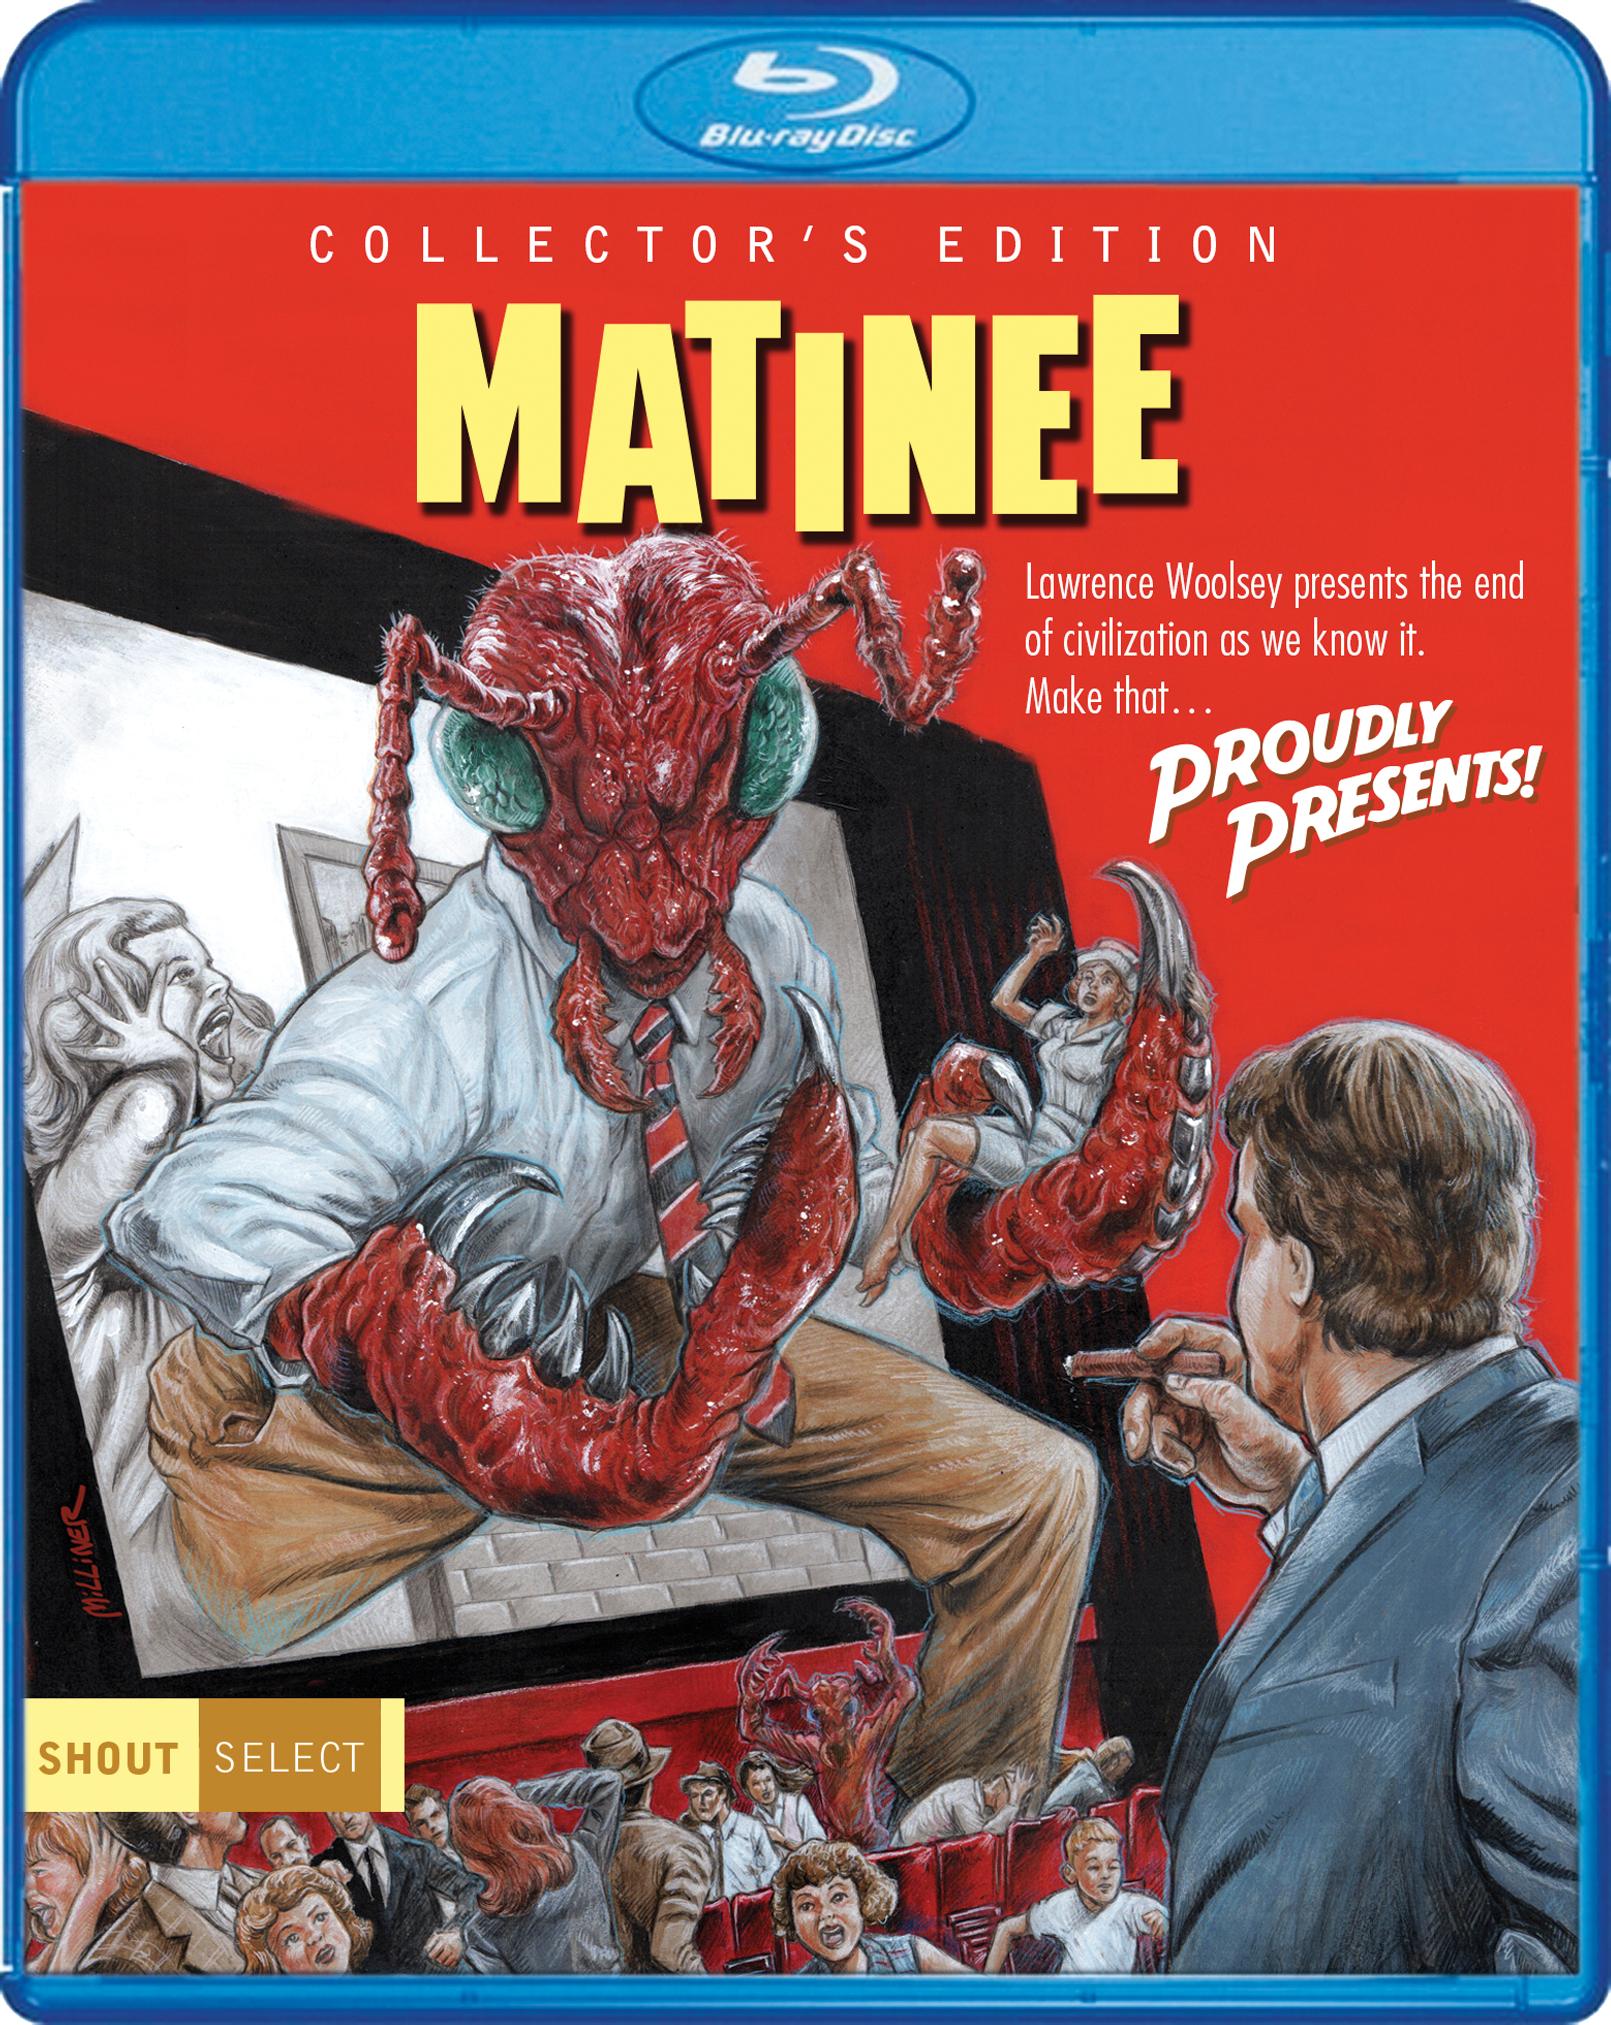 Blu-ray Disc
COLLECTOR'S EDITION
MATINEE
Lawrence Woolsey presents the end
of civilization as we know it.
Make that...
PROUDLY
PRESENTS!
MiLLiNER
SHOUT SELECT